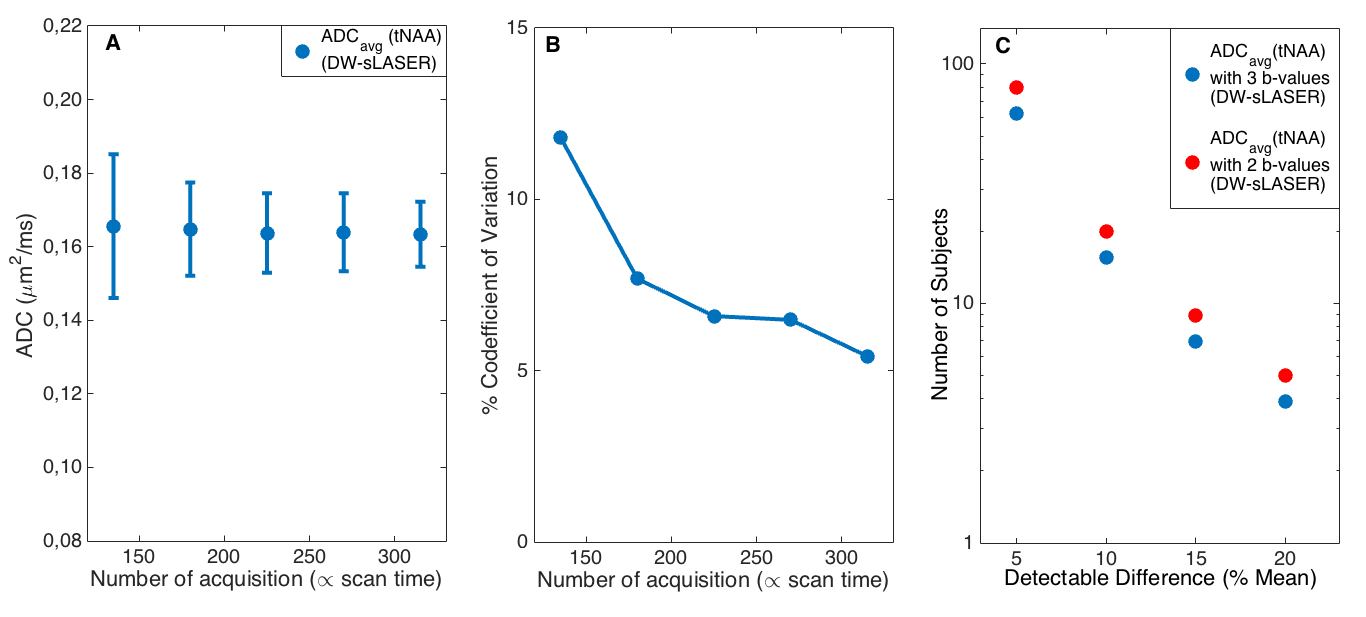 A
ADCavg (tNAA)
(DW-sLASER)
0,22
0,20
0,18
0,16
0,14
0,12
0,10
0,08
ADC (μm²/ms)
150 200 250 300
Number of acquisition (∝ scan time)
B
15
10
5
0
% Codefficient of Variation
150 200 250 300
Number of acquisition (∝ scan time)
C
ADCavg(tNAA)
with 3 b-values
(DW-sLASER)
ADCavg(tNAA)
with 2 b-values
(DW-sLASER)
100
10
1
Number of Subjects
5 10 15 20
Detectable Difference (% Mean)